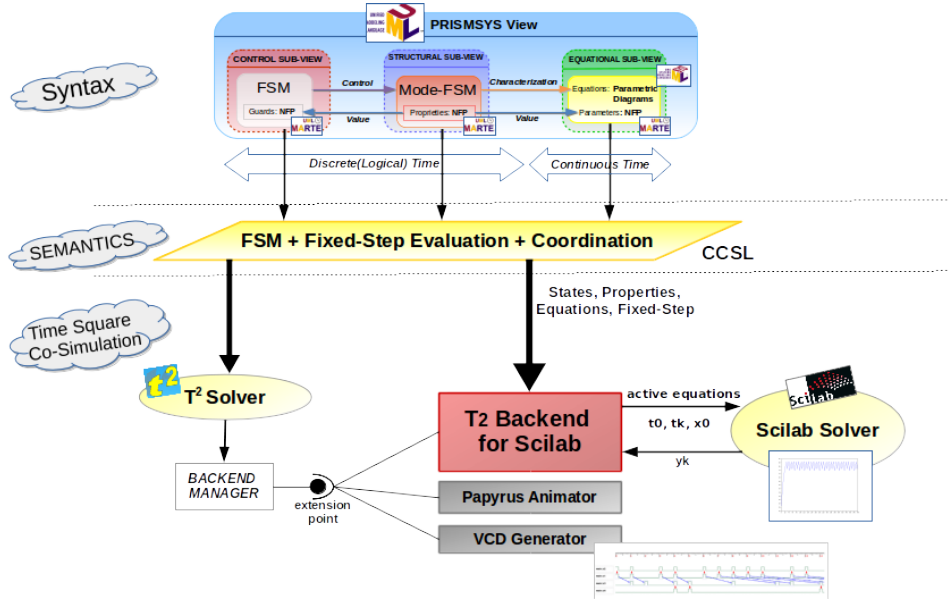 UML
PRISMSYS View
CONTROL SUB-VIEW
STRUCTURAL SUB-VIEW
EQUATIONAL SUB-VIEW
Syntax
FSM
Control
Mode-FSM
Characterization
Equations: Parametric
Diagrams
Guards: NFP
Value
Proprieties: NFP
Value
Parameters: NFP
MARTE
MARTE
MARTE
Discrete(Logical) Time
Continuous Time
SEMANTICS
FSM + Fixed-Step Evaluation + Coordination
CCSL
States, Properties,
Equations, Fixed-Step
Time Square
Co-Simulation
t2
T2 Solver
T2 Backend
for Scilab
active equations
t0, tk, x0
yk
Scilab
Scilab Solver
BACKEND
MANAGER
extension
point
Papyrus Animator
VCD Generator